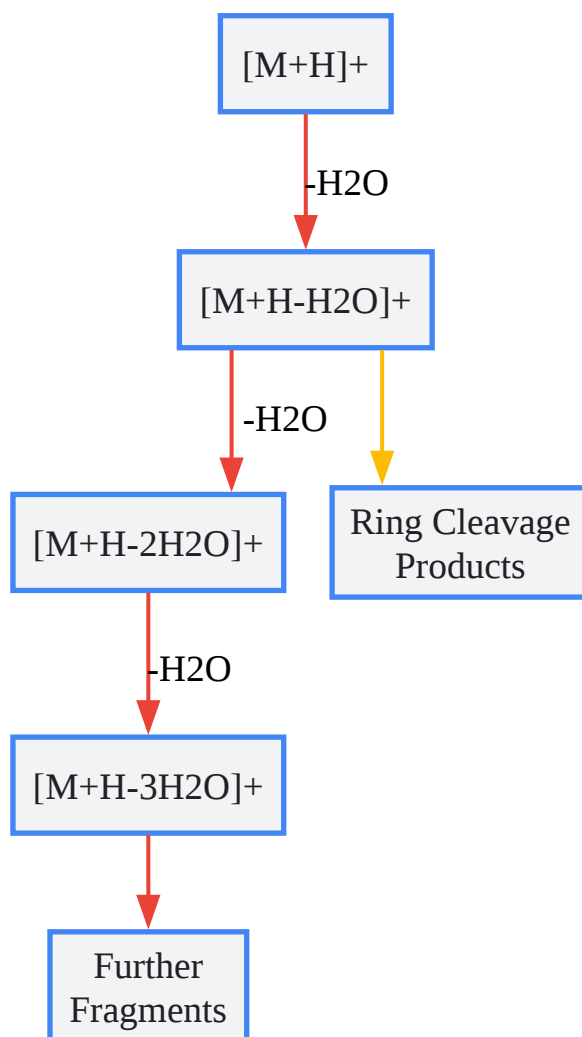 [M+H]+
-H2O
[M+H-H2O]+
-H2O
[M+H-2H2O]+
Ring Cleavage
Products
-H2O
[M+H-3H2O]+
Further
Fragments